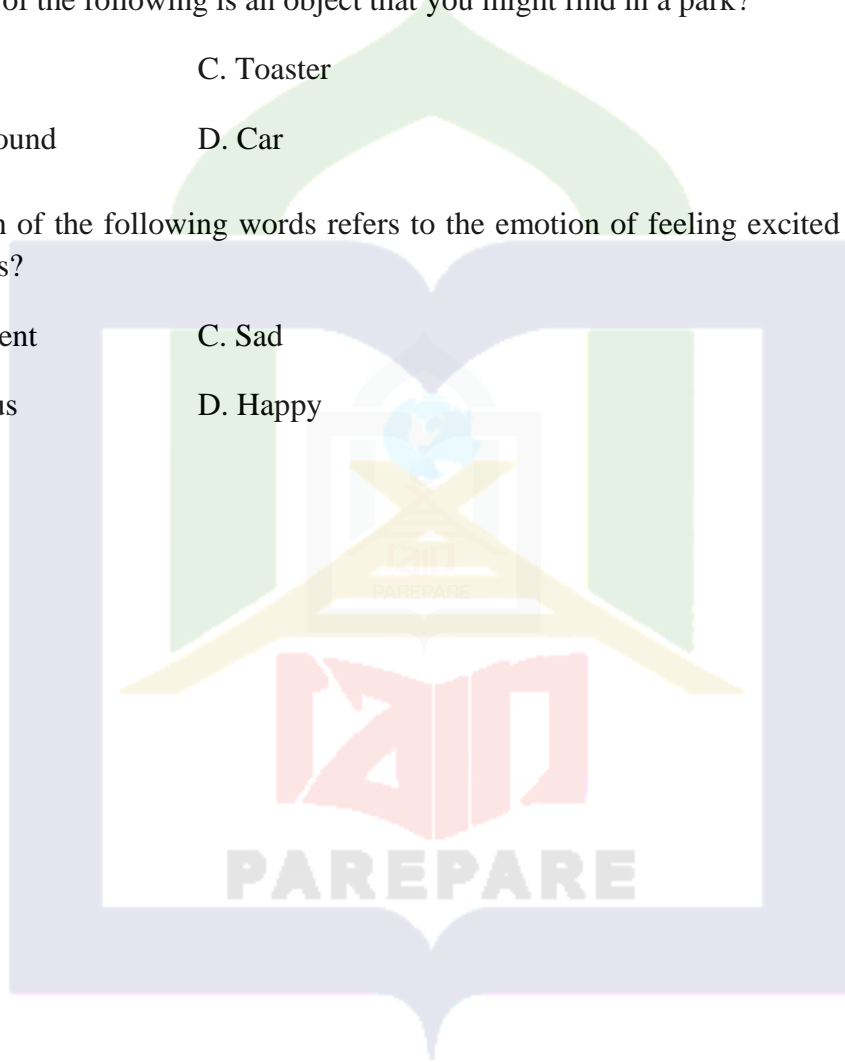 of the following is an object that you might find in a park?
C. Toaster
ound D. Car
of the following words refers to the emotion of feeling excited
s?
ent C. Sad
us D. Happy
PAREPARE
PAREPARE